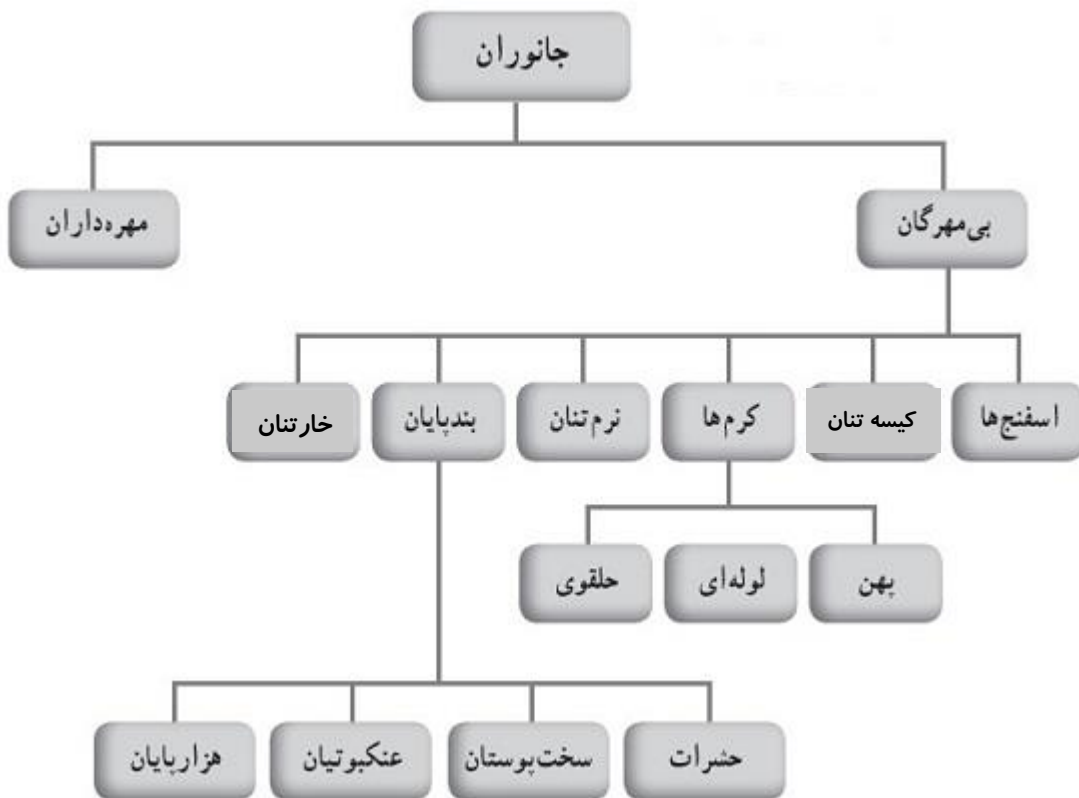 جانوران
بی‌مهرگان
مهره‌داران
اسفنج‌ها
کیسه تنان
کرم‌ها
نرم‌تنان
بندپایان
خارتنان
پهن
لوله‌ای
حلقوی
حشرات
سخت‌پوستان
عنکبوتیان
هزارپایان